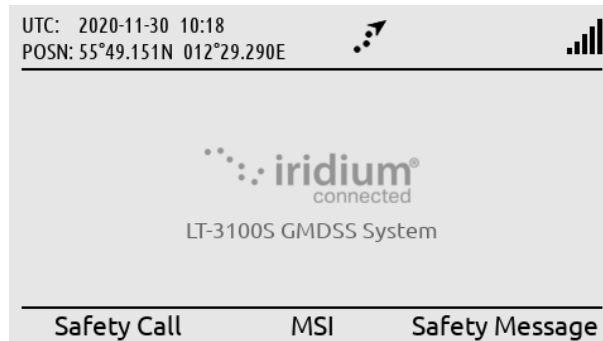 UTC: 2020-11-30 10:18
POSN: 55°49.151N 012°29.290E
iridium®
connected
LT-3100S GMDSS System
Safety Call MSI Safety Message